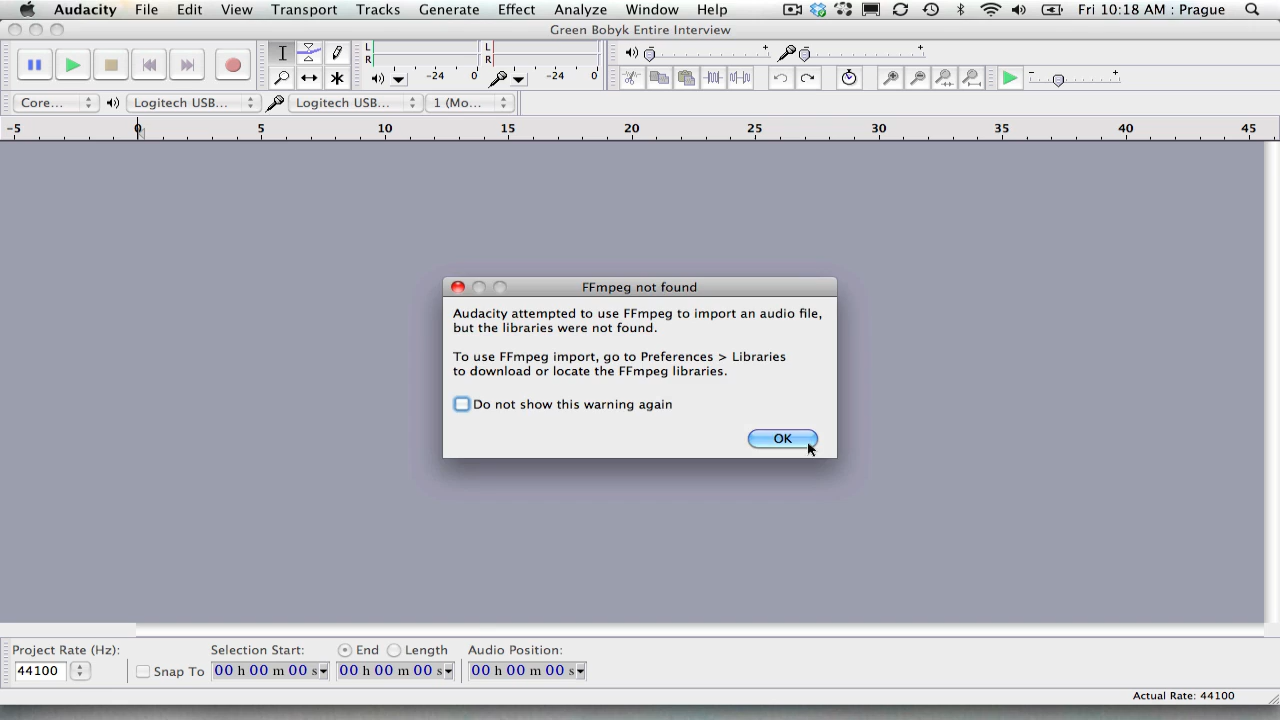 Audacity File Edit View Transport Tracks Generate Effect Analyze Window Help Fri 10:18 AM : Prague
Green Bobyk Entire Interview
L L
R R
-24 0 -24 0
Core... Logitech USB... Logitech USB... 1 (Mo...
-5 0 5 10 15 20 25 30 35 40 45
FFmpeg not found
Audacity attempted to use FFmpeg to import an audio file,
but the libraries were not found.
To use FFmpeg import, go to Preferences > Libraries
to download or locate the FFmpeg libraries.
Do not show this warning again
OK
Project Rate (Hz): Selection Start: End Length Audio Position:
44100 Snap To 00 h 00 m 00 s 00 h 00 m 00 s 00 h 00 m 00 s
Actual Rate: 44100